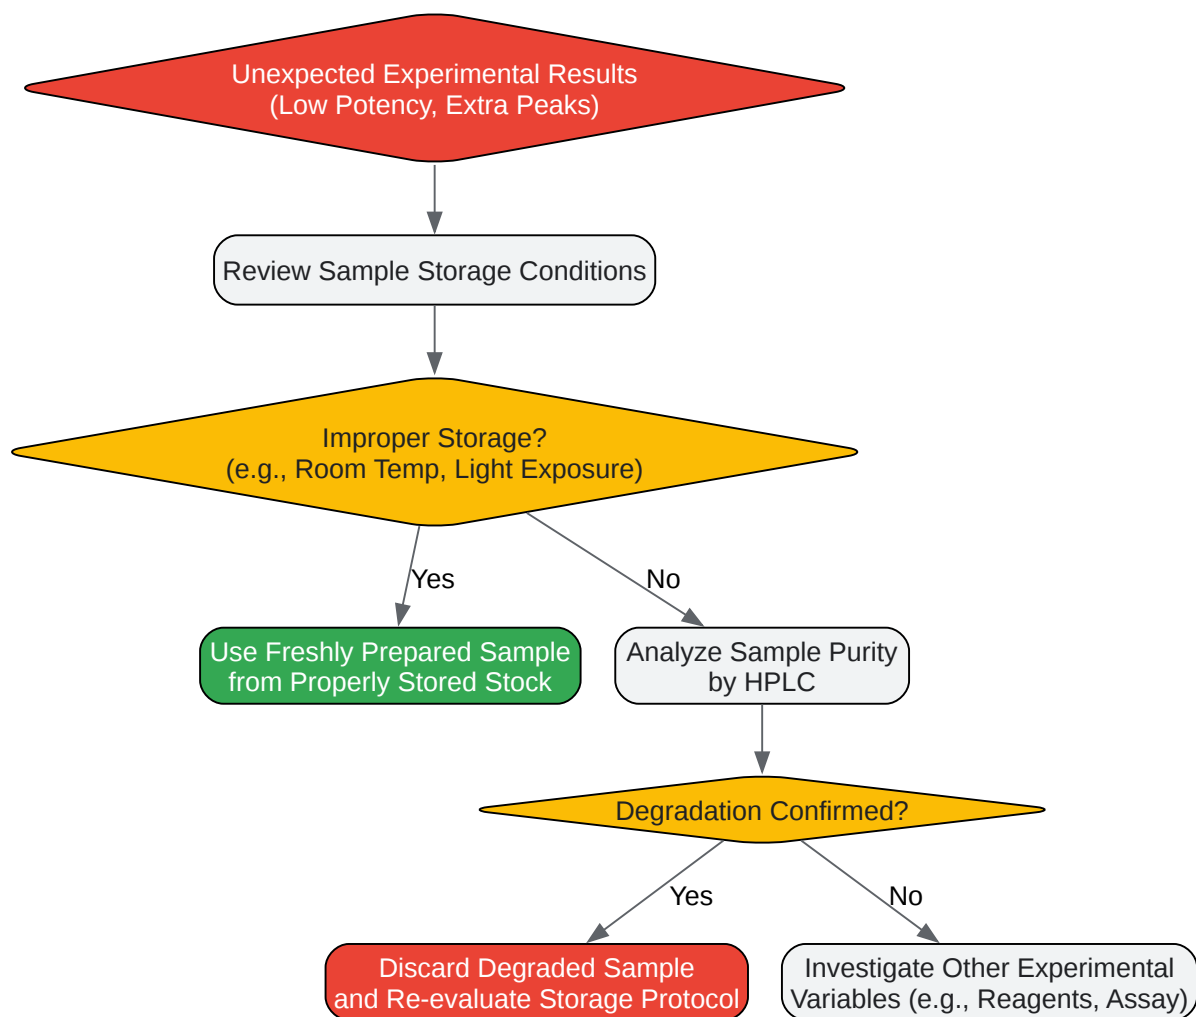 Unexpected Experimental Results
(Low Potency, Extra Peaks)
Review Sample Storage Conditions
Improper Storage?
(e.g., Room Temp, Light Exposure)
Yes
No
Use Freshly Prepared Sample
from Properly Stored Stock
Analyze Sample Purity
by HPLC
Degradation Confirmed?
Yes
No
Discard Degraded Sample
and Re-evaluate Storage Protocol
Investigate Other Experimental
Variables (e.g., Reagents, Assay)